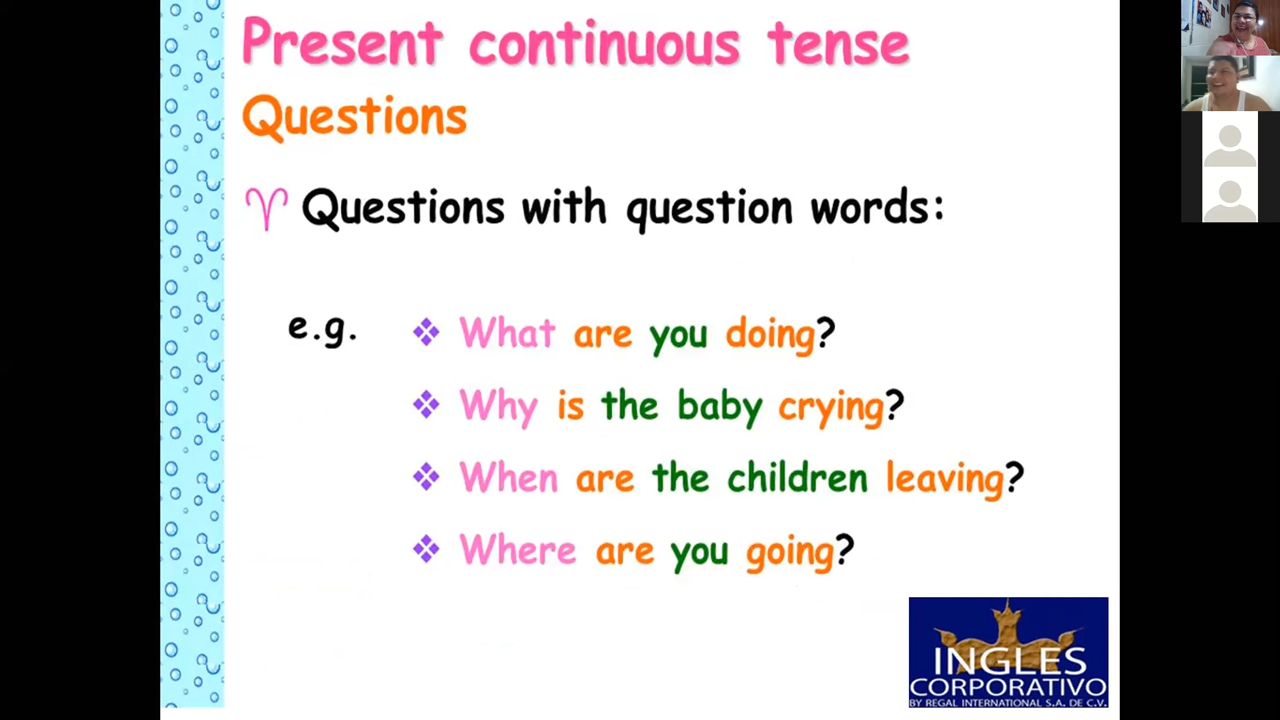 Present continuous tense
Questions
Questions with question words:
e.g.
What are you doing?
Why is the baby crying?
When are the children leaving?
Where are you going?
INGLES
CORPORATIVO
BY REGAL INTERNATIONAL S.A. DE C.V.